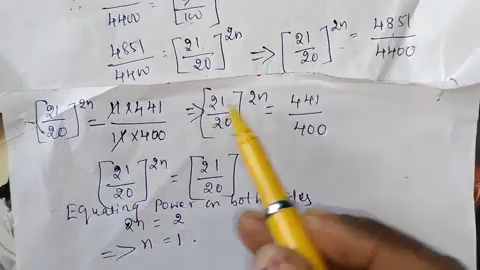 4400 [100]
4851/4400 = [21/20]^2n => [21/20]^2n = 4851/4400
[21/20]^2n = 11×441/11×400 => [21/20]^2n = 441/400
[21/20]^2n = [21/20]
Equating Power on both
2n = 2
=> n = 1.